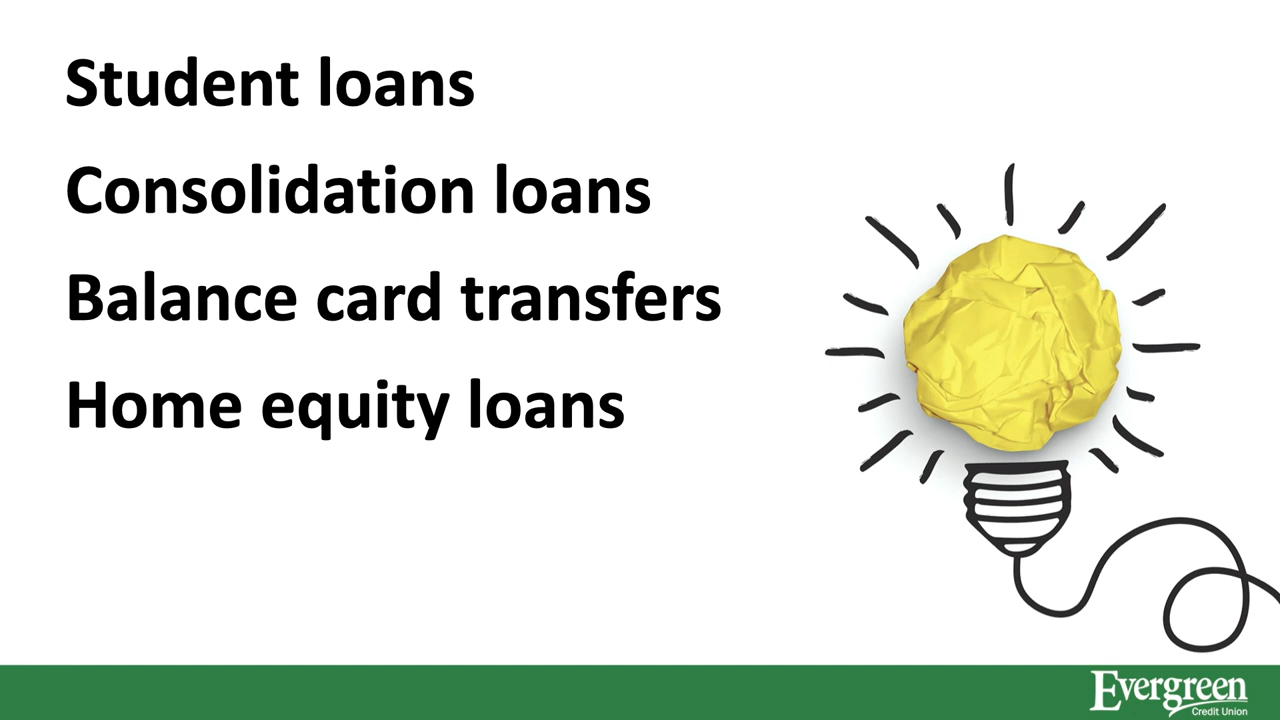 Student loans
Consolidation loans
Balance card transfers
Home equity loans
Evergreen
Credit Union